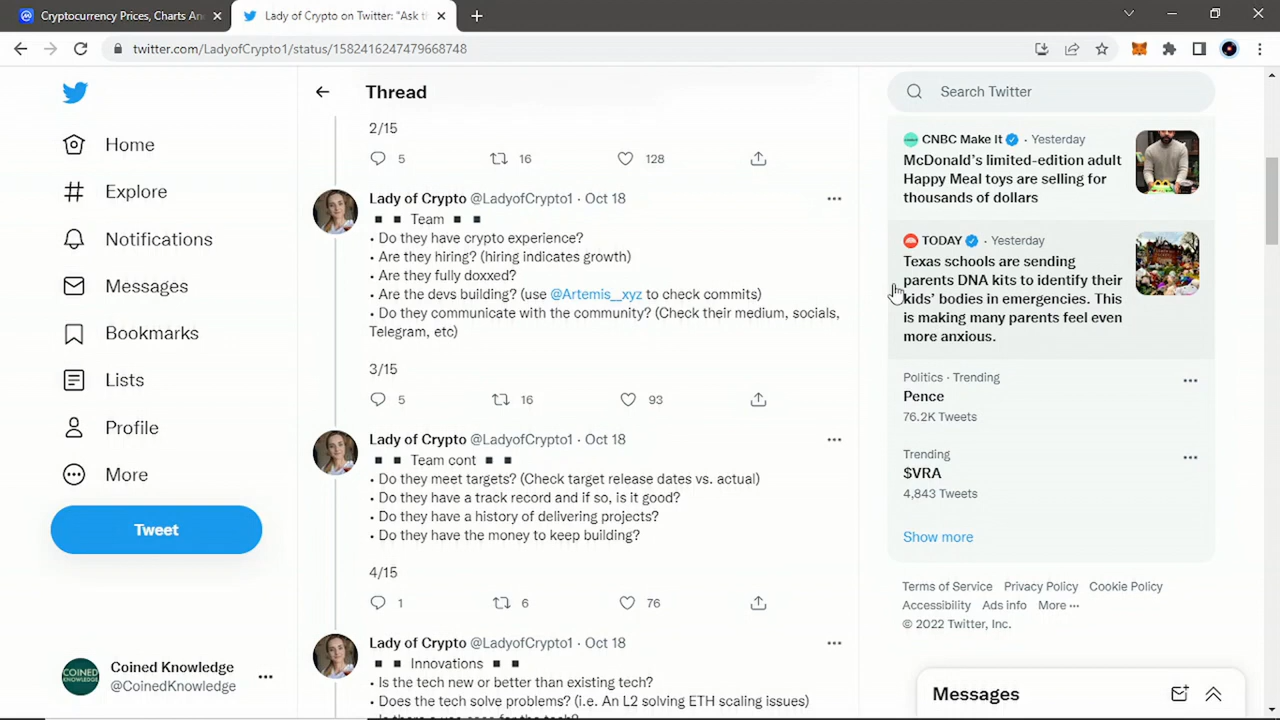 Cryptocurrency Prices, Charts An
Lady of Crypto on Twitter: "Ask th
twitter.com/LadyofCrypto1/status/1582416247479668748
Home
Explore
Notifications
Messages
Bookmarks
Lists
Profile
More
Tweet
COINED KNOWLEDGE
Coined Knowledge
@CoinedKnowledge
Thread
2/15
5 16 128
Lady of Crypto @LadyofCrypto1 · Oct 18
◾ ◾ Team ◾ ◾
• Do they have crypto experience?
• Are they hiring? (hiring indicates growth)
• Are they fully doxxed?
• Are the devs building? (use @Artemis__xyz to check commits)
• Do they communicate with the community? (Check their medium, socials,
Telegram, etc)
3/15
5 16 93
Lady of Crypto @LadyofCrypto1 · Oct 18
◾ ◾ Team cont ◾ ◾
• Do they meet targets? (Check target release dates vs. actual)
• Do they have a track record and if so, is it good?
• Do they have a history of delivering projects?
• Do they have the money to keep building?
4/15
1 6 76
Lady of Crypto @LadyofCrypto1 · Oct 18
◾ ◾ Innovations ◾ ◾
• Is the tech new or better than existing tech?
• Does the tech solve problems? (i.e. An L2 solving ETH scaling issues)
• Is there a use case for the tech?
Search Twitter
CNBC Make It · Yesterday
McDonald's limited-edition adult
Happy Meal toys are selling for
thousands of dollars
TODAY · Yesterday
Texas schools are sending
parents DNA kits to identify their
kids' bodies in emergencies. This
is making many parents feel even
more anxious.
Politics · Trending
Pence
76.2K Tweets
Trending
$VRA
4,843 Tweets
Show more
Terms of Service Privacy Policy Cookie Policy
Accessibility Ads info More ···
© 2022 Twitter, Inc.
Messages